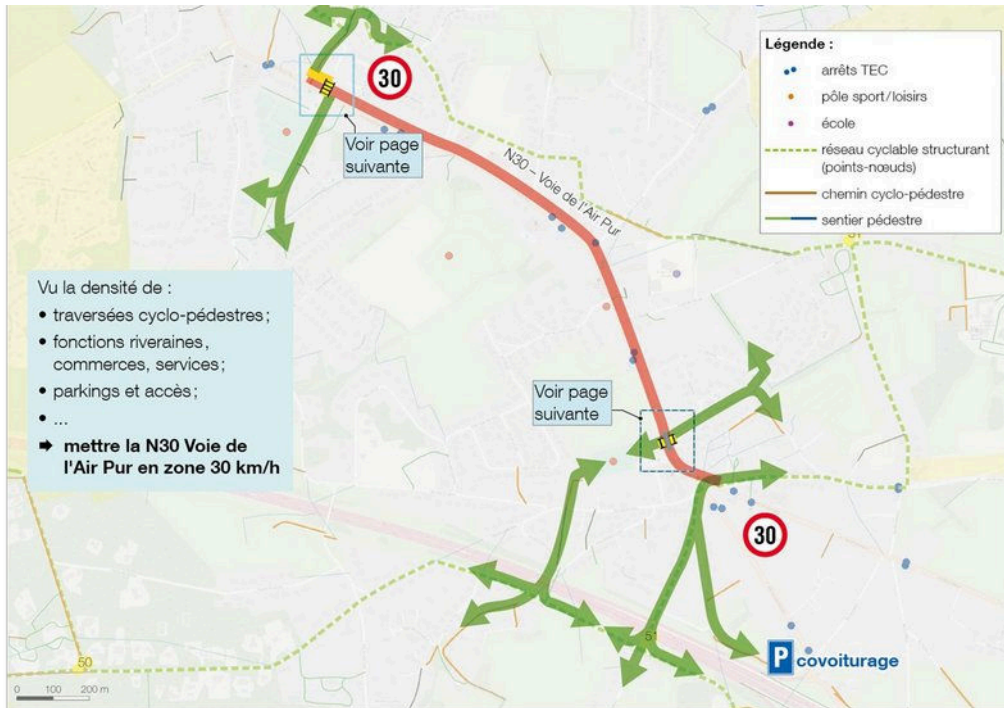 Légende :
arrêts TEC
pôle sport/loisirs
école
réseau cyclable structurant
(points-nœuds)
chemin cyclo-pédestre
sentier pédestre
30
Voir page
suivante
N30 – Voie de l'Air Pur
Vu la densité de :
• traversées cyclo-pédestres ;
• fonctions riveraines,
commerces, services ;
• parkings et accès ;
• ...
➡ mettre la N30 Voie de
l'Air Pur en zone 30 km/h
Voir page
suivante
30
51
50
P covoiturage
0 100 200 m